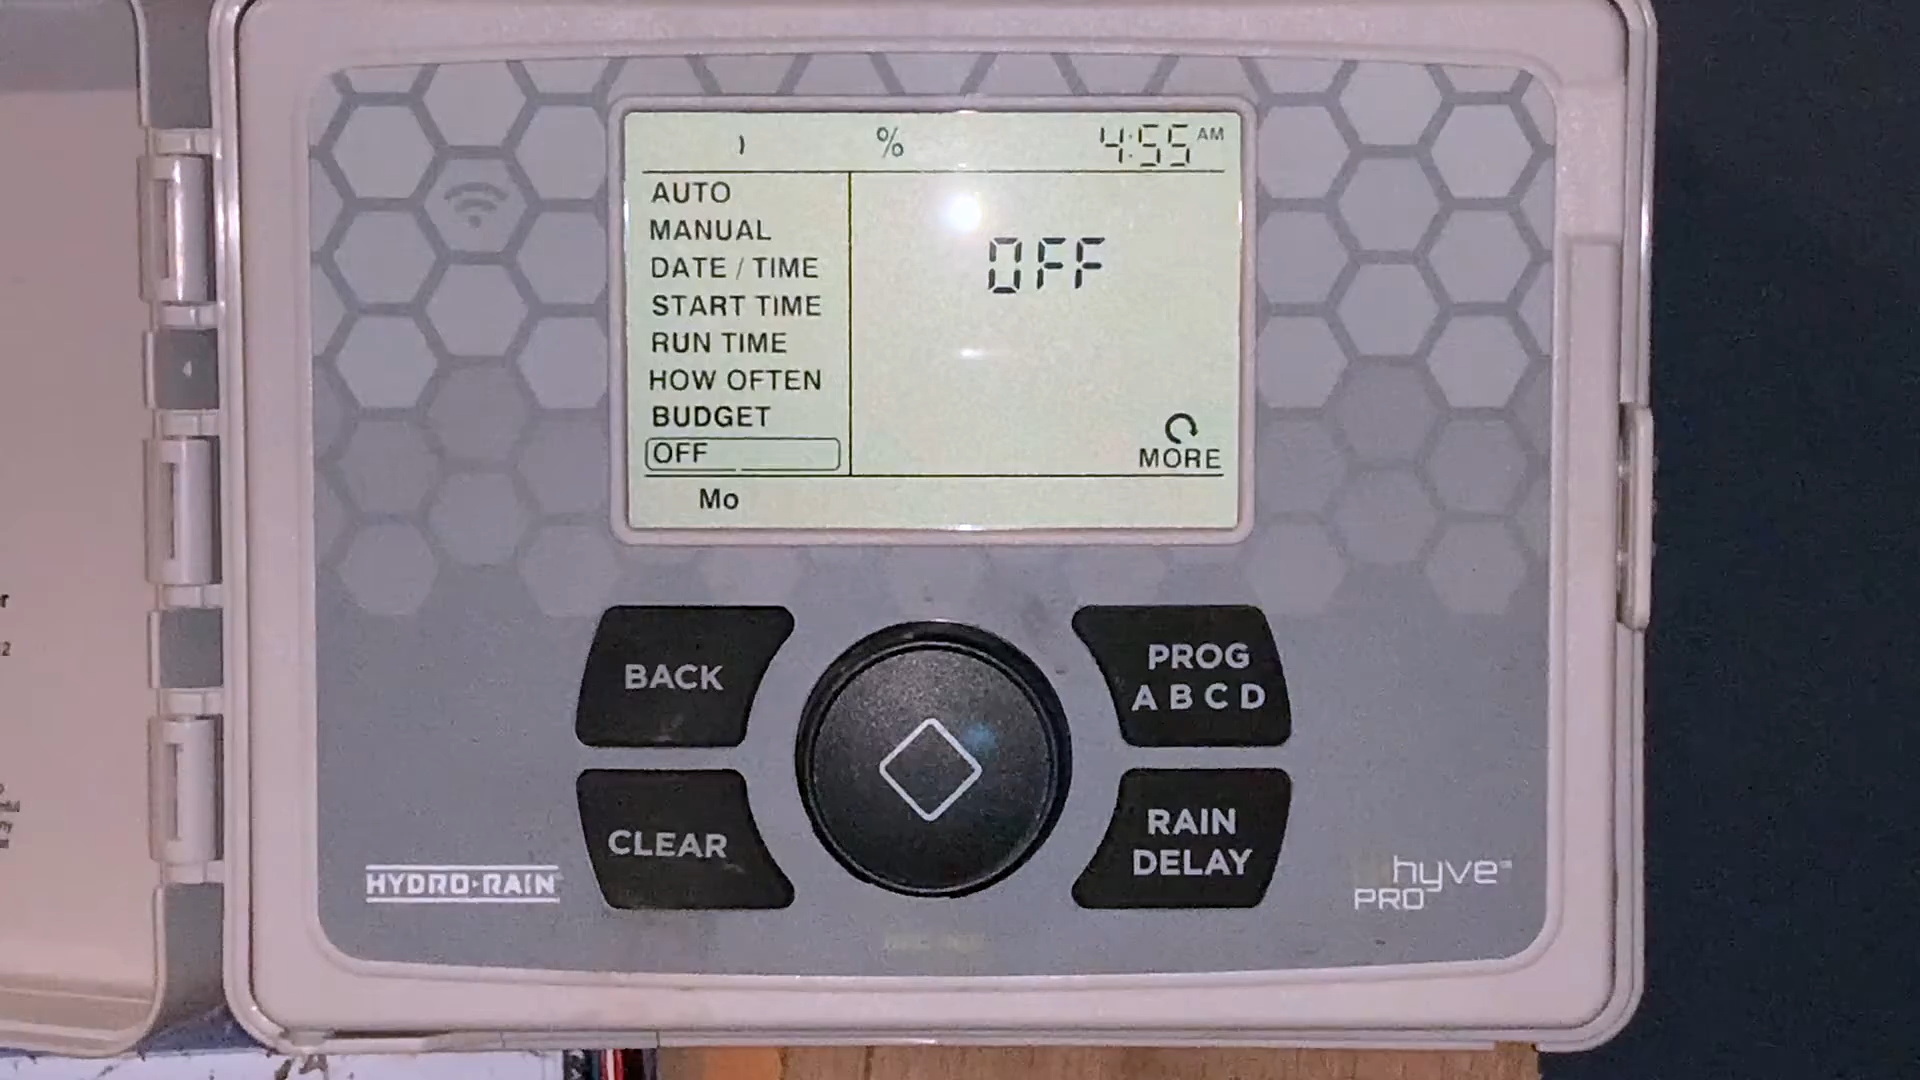 % 4:55 AM
AUTO
MANUAL
DATE / TIME
START TIME
RUN TIME
HOW OFTEN
BUDGET
OFF
OFF
MORE
Mo
BACK
PROG
A B C D
CLEAR
RAIN
DELAY
HYDRO-RAIN
hyve
PRO